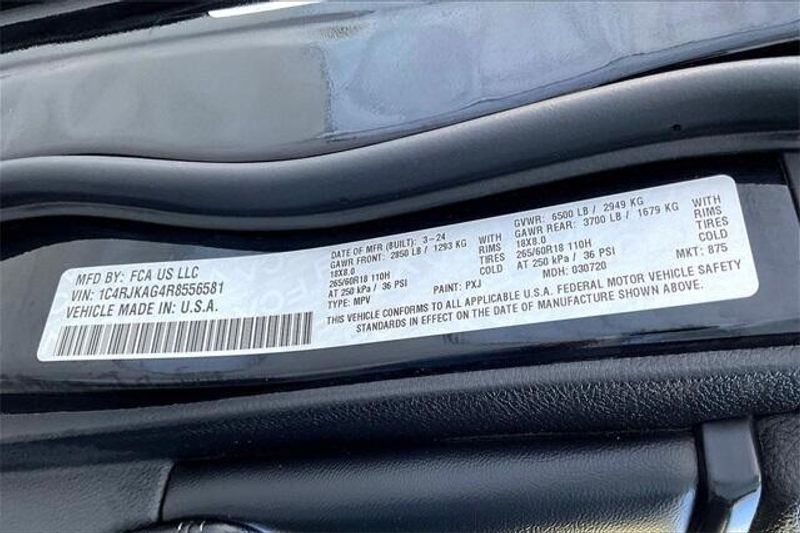 MFD BY: FCA US LLC
VIN: 1C4RJKAG4R8556581
VEHICLE MADE IN: U.S.A.
DATE OF MFR (BUILT): 3-24
GAWR FRONT: 2850 LB / 1293 KG WITH
18X8.0 RIMS
265/60R18 110H TIRES
AT 250 kPa / 36 PSI COLD
TYPE: MPV PAINT: PXJ
GVWR: 6500 LB / 2949 KG
GAWR REAR: 3700 LB / 1679 KG WITH
18X8.0 RIMS
265/60R18 110H TIRES
AT 250 kPa / 36 PSI COLD
MDH: 030720 MKT: 875
THIS VEHICLE CONFORMS TO ALL APPLICABLE U.S.A. FEDERAL MOTOR VEHICLE SAFETY
STANDARDS IN EFFECT ON THE DATE OF MANUFACTURE SHOWN ABOVE.